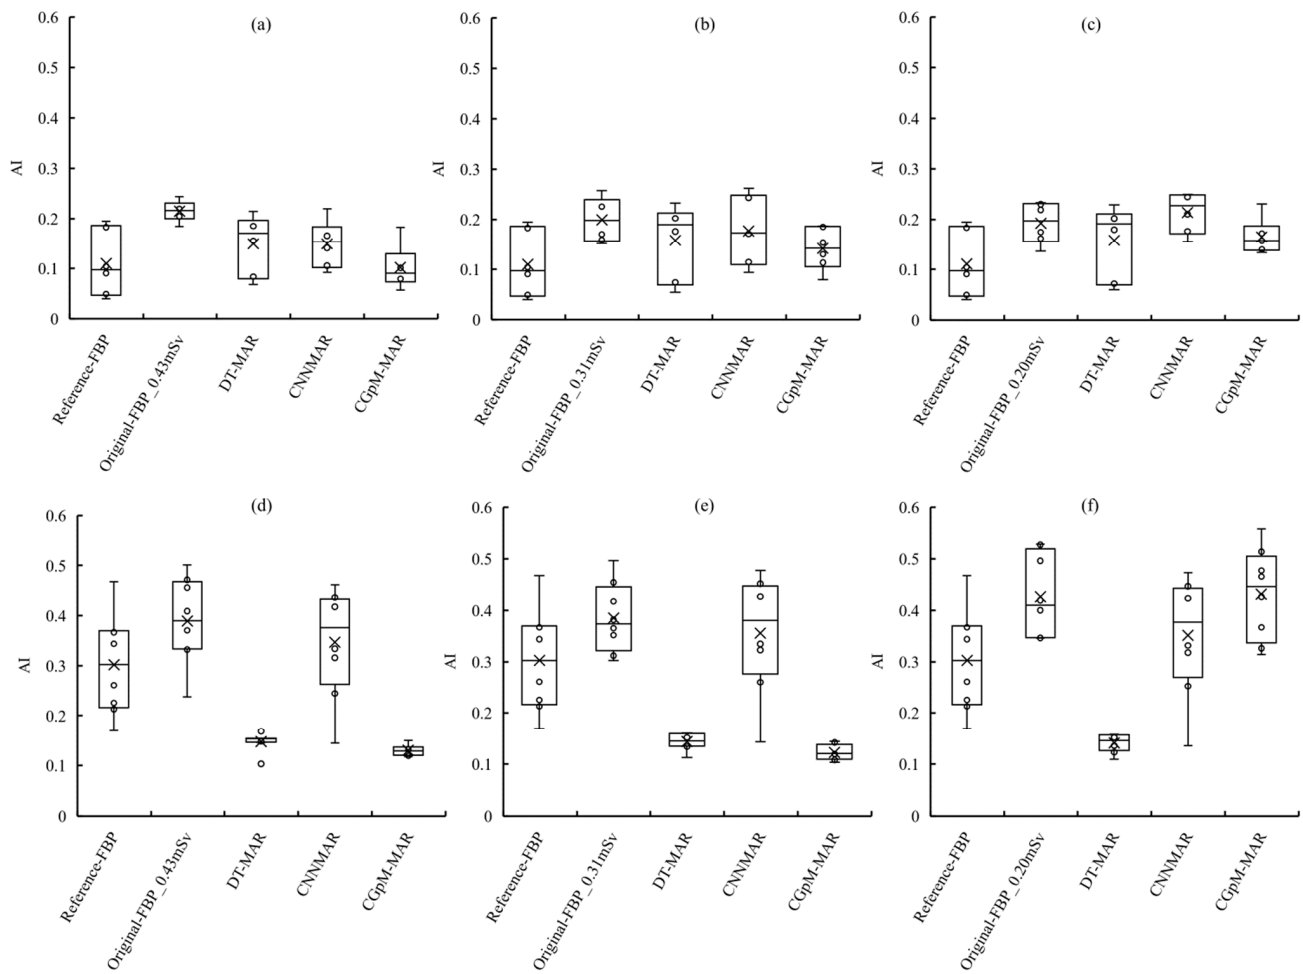 (a)
0.6
0.5
0.4
0.3
0.2
0.1
0
AI
Reference-FBP
Original-FBP_0.43mSv
DT-MAR
CNNMAR
CGpM-MAR
(b)
0.6
0.5
0.4
0.3
0.2
0.1
0
AI
Reference-FBP
Original-FBP_0.31mSv
DT-MAR
CNNMAR
CGpM-MAR
(c)
0.6
0.5
0.4
0.3
0.2
0.1
0
AI
Reference-FBP
Original-FBP_0.20mSv
DT-MAR
CNNMAR
CGpM-MAR
(d)
0.6
0.5
0.4
0.3
0.2
0.1
0
AI
Reference-FBP
Original-FBP_0.43mSv
DT-MAR
CNNMAR
CGpM-MAR
(e)
0.6
0.5
0.4
0.3
0.2
0.1
0
AI
Reference-FBP
Original-FBP_0.31mSv
DT-MAR
CNNMAR
CGpM-MAR
(f)
0.6
0.5
0.4
0.3
0.2
0.1
0
AI
Reference-FBP
Original-FBP_0.20mSv
DT-MAR
CNNMAR
CGpM-MAR